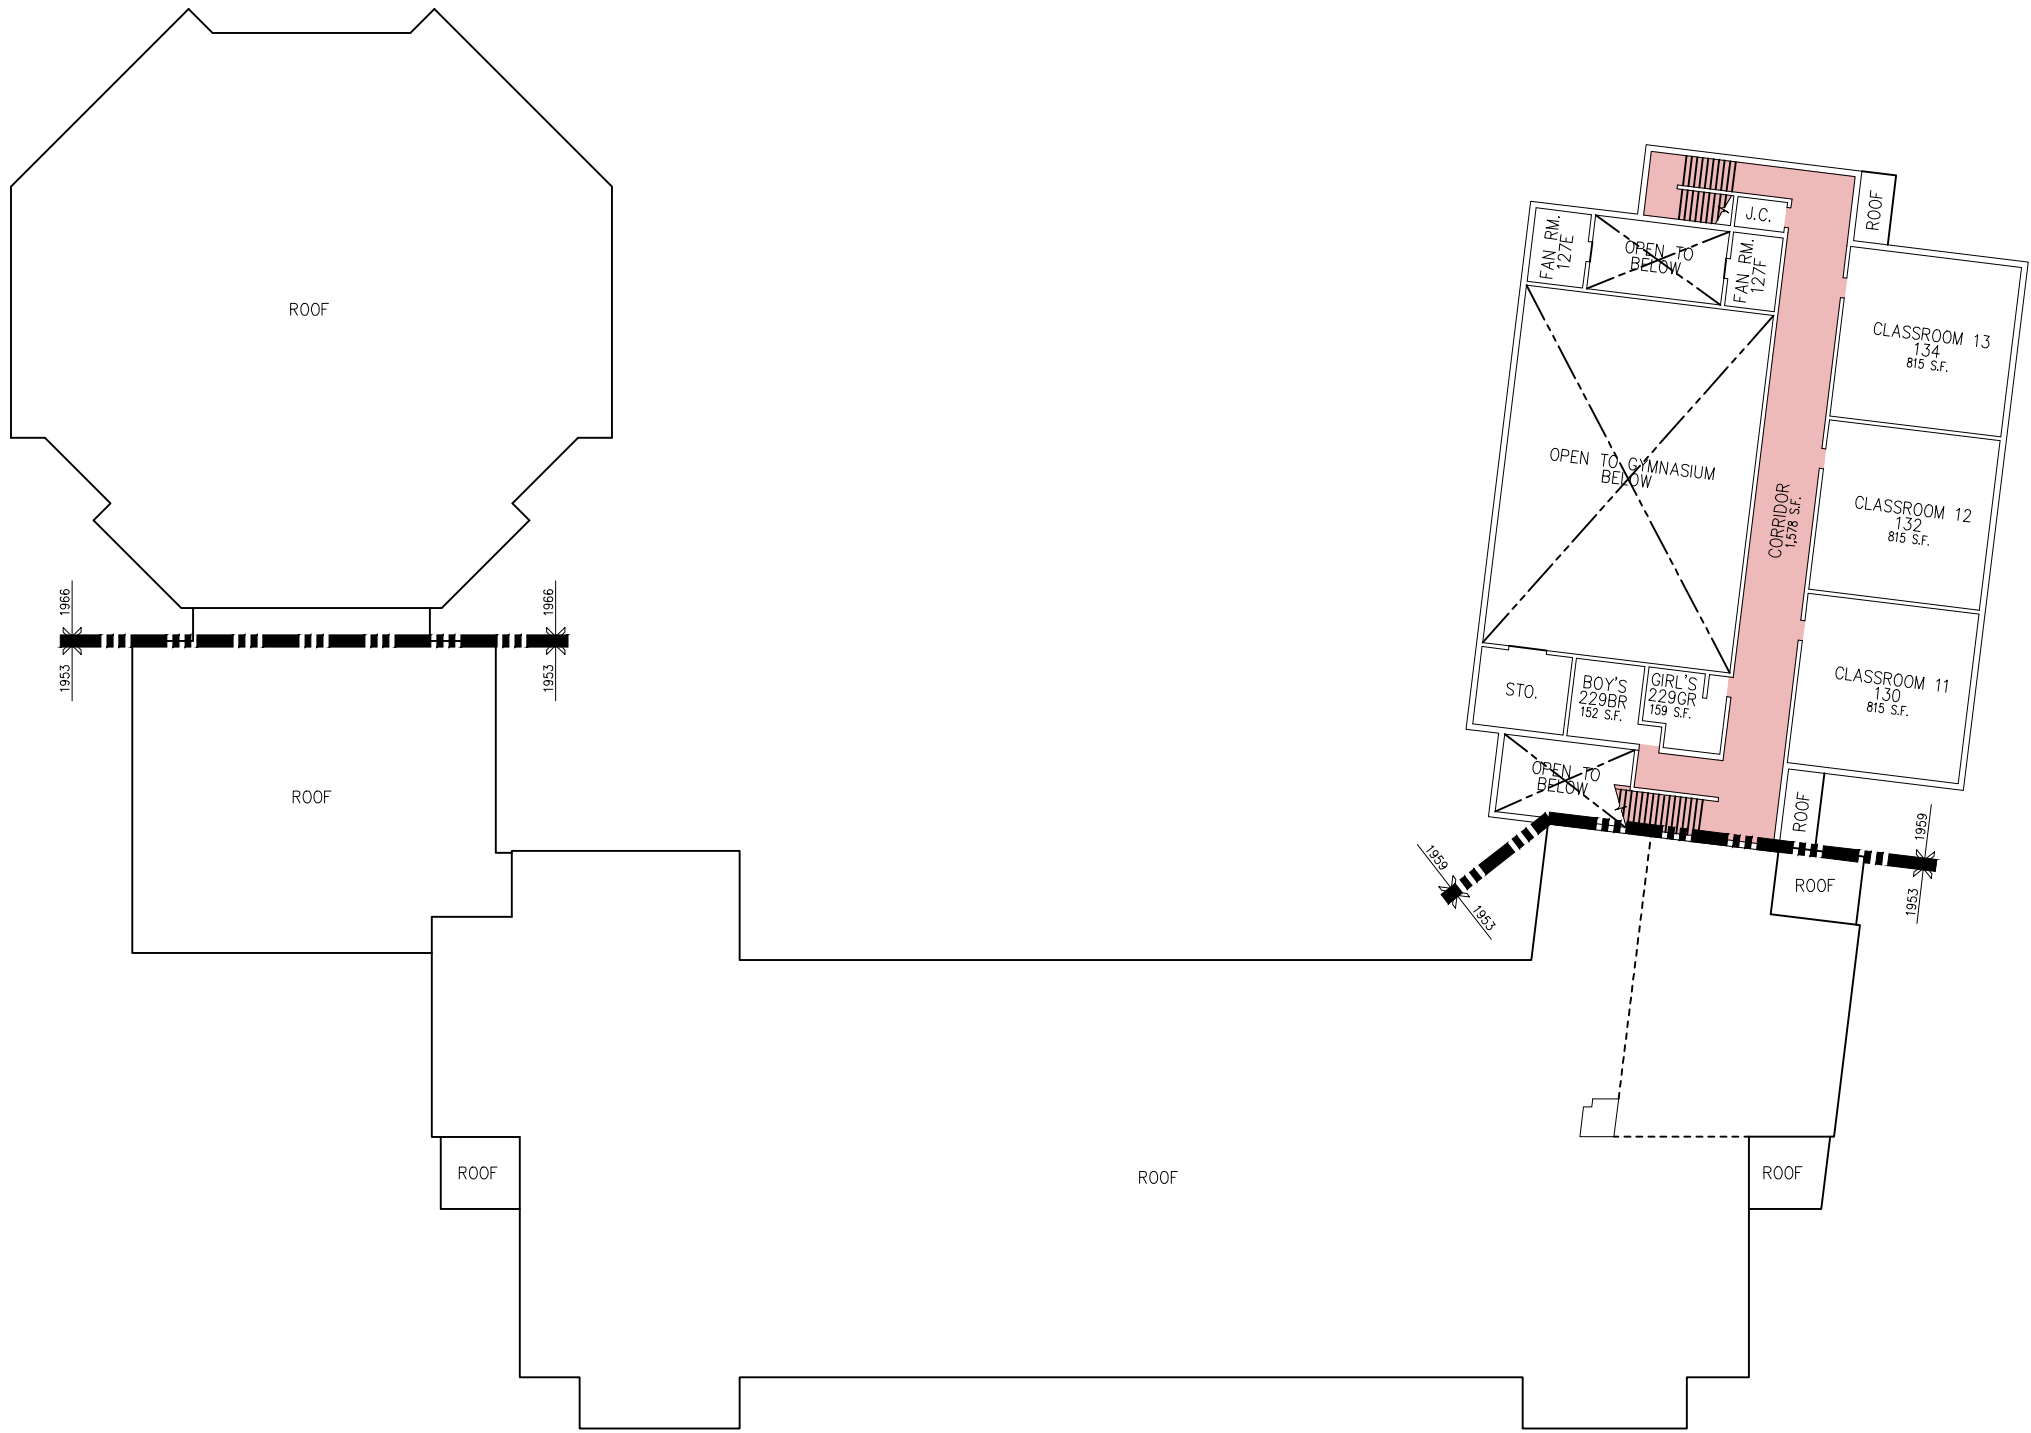 ROOF
ROOF
J.C.
FAN RM.
127E
OPEN TO
BELOW
FAN RM.
127F
CLASSROOM 13
134
815 S.F.
OPEN TO GYMNASIUM
BELOW
CORRIDOR
1,578 S.F.
CLASSROOM 12
132
815 S.F.
1966
1953
1966
1953
STO.
BOY'S
229BR
152 S.F.
GIRL'S
229GR
159 S.F.
CLASSROOM 11
130
815 S.F.
ROOF
OPEN TO
BELOW
ROOF
1959
1953
1959
1953
ROOF
ROOF
ROOF
ROOF